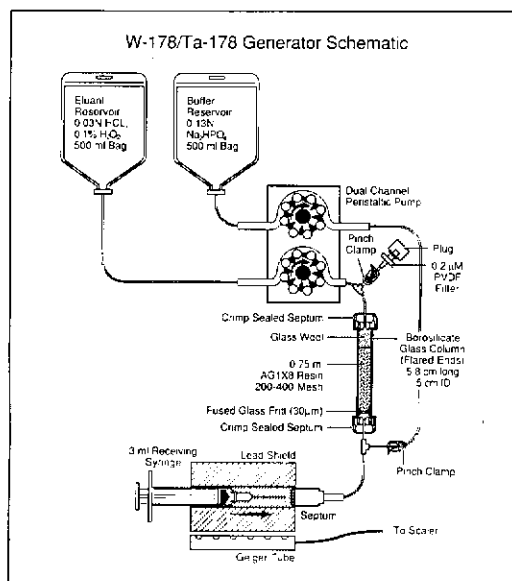 W-178/Ta-178 Generator Schematic
Eluant
Reservoir
0.03N HCL,
0.1% H₂O₂
500 ml Bag
Buffer
Reservoir
0.13N
Na₂HPO₄
500 ml Bag
Dual Channel
Peristaltic Pump
Pinch
Clamp
Plug
0.2 µM
PVDF
Filter
Crimp Sealed Septum
Glass Wool
0.75 m
AG1X8 Resin
200-400 Mesh
Borosilicate
Glass Column
(Flared Ends)
5.8 cm long
5 cm ID
Fused Glass Fritt (30µm)
Crimp Sealed Septum
3 ml Receiving
Syringe
Lead Shield
Pinch Clamp
Septum
To Scaler
Geiger Tube